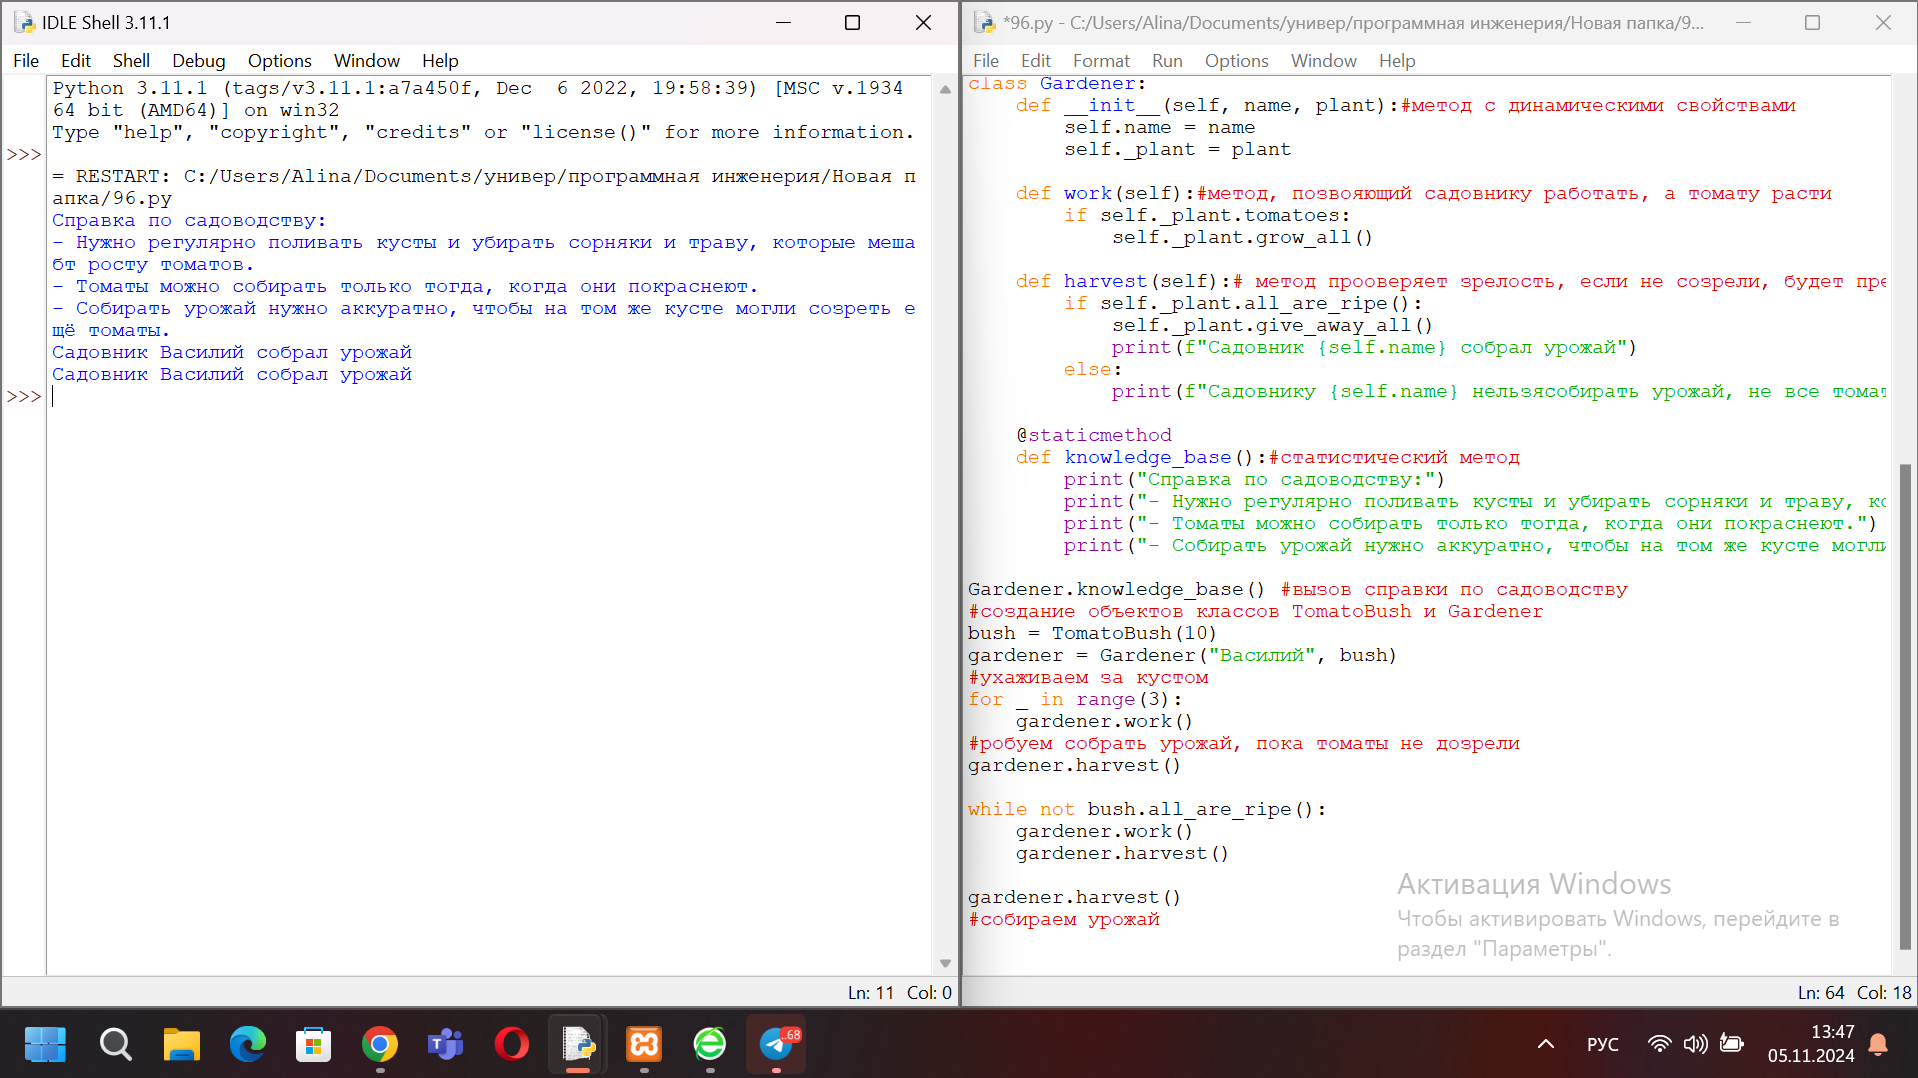 IDLE Shell 3.11.1
File Edit Shell Debug Options Window Help
Python 3.11.1 (tags/v3.11.1:a7a450f, Dec  6 2022, 19:58:39) [MSC v.1934
64 bit (AMD64)] on win32
Type "help", "copyright", "credits" or "license()" for more information.
>>>
= RESTART: C:/Users/Alina/Documents/универ/программная инженерия/Новая п
апка/96.py
Справка по садоводству:
- Нужно регулярно поливать кусты и убирать сорняки и траву, которые меша
бт росту томатов.
- Томаты можно собирать только тогда, когда они покраснеют.
- Собирать урожай нужно аккуратно, чтобы на том же кусте могли созреть е
щё томаты.
Садовник Василий собрал урожай
Садовник Василий собрал урожай
>>>
Ln: 11 Col: 0
*96.py - C:/Users/Alina/Documents/универ/программная инженерия/Новая папка/9...
File Edit Format Run Options Window Help
class Gardener:
    def __init__(self, name, plant):#метод с динамическими свойствами
        self.name = name
        self._plant = plant
    def work(self):#метод, позвояющий садовнику работать, а томату расти
        if self._plant.tomatoes:
            self._plant.grow_all()
    def harvest(self):# метод прооверяет зрелость, если не созрели, будет пре
        if self._plant.all_are_ripe():
            self._plant.give_away_all()
            print(f"Садовник {self.name} собрал урожай")
        else:
            print(f"Садовнику {self.name} нельзясобирать урожай, не все томат
    @staticmethod
    def knowledge_base():#статистический метод
        print("Справка по садоводству:")
        print("- Нужно регулярно поливать кусты и убирать сорняки и траву, ко
        print("- Томаты можно собирать только тогда, когда они покраснеют.")
        print("- Собирать урожай нужно аккуратно, чтобы на том же кусте могли
Gardener.knowledge_base() #вызов справки по садоводству
#создание объектов классов TomatoBush и Gardener
bush = TomatoBush(10)
gardener = Gardener("Василий", bush)
#ухаживаем за кустом
for _ in range(3):
    gardener.work()
#робуем собрать урожай, пока томаты не дозрели
gardener.harvest()
while not bush.all_are_ripe():
    gardener.work()
    gardener.harvest()
gardener.harvest()
#собираем урожай
Активация Windows
Чтобы активировать Windows, перейдите в
раздел "Параметры".
Ln: 64 Col: 18
..68
РУС
13:47
05.11.2024